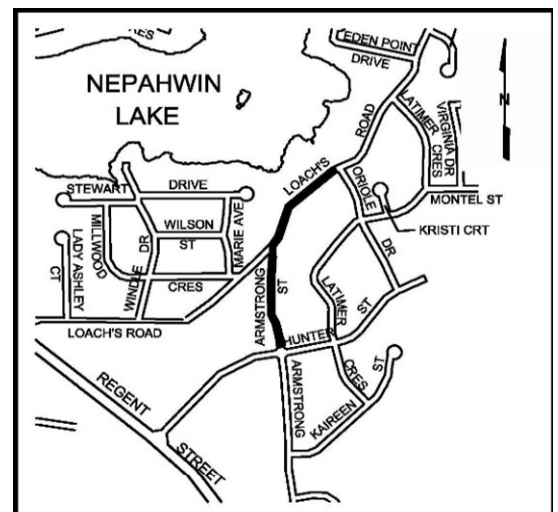 EDEN POINT
DRIVE
NEPAHWIN
LAKE
N
LATIMER
CRES
VIRGINIA DR
ROAD
LOACH'S
ORIOLE
MONTEL ST
KRISTI CRT
STEWART
DRIVE
MILLWOOD
WILSON
ST
MARIE AVE
LADY ASHLEY
CT
WINDLE
DR
CRES
DR
LOACH'S ROAD
ARMSTRONG
ST
LATIMER
CRES
HUNTER
ST
REGENT
STREET
ARMSTRONG
KAIREEN
ST